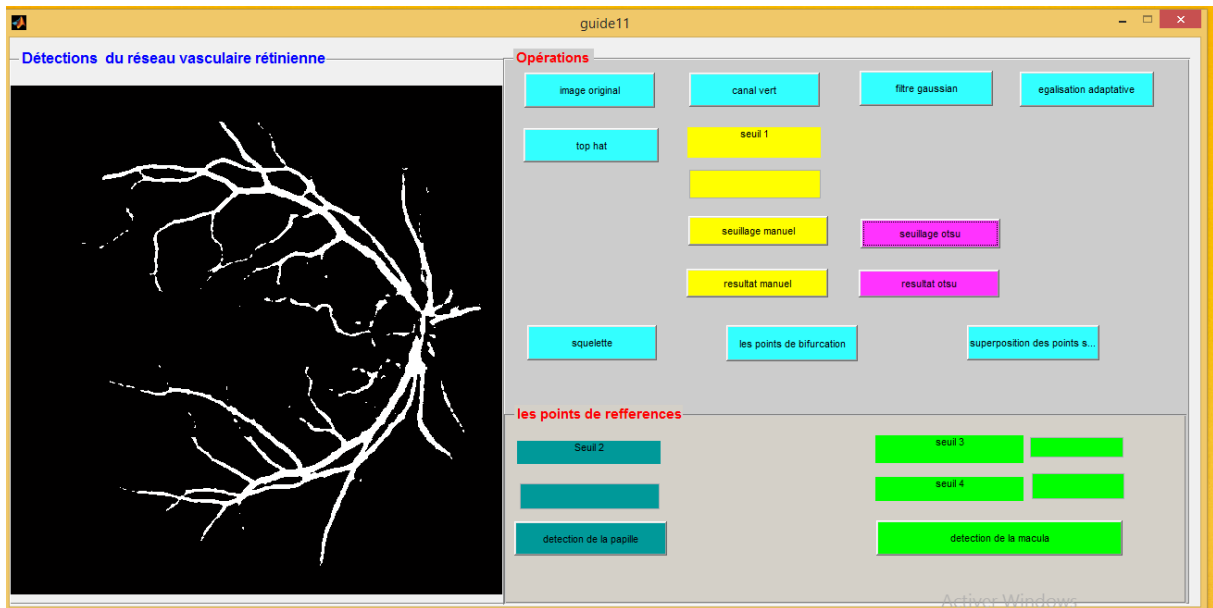 guide11
Détections du réseau vasculaire rétinienne
Opérations
image original
canal vert
filtre gaussian
egalisation adaptative
top hat
seuil 1
seuillage manuel
seuillage otsu
resultat manuel
resultat otsu
squelette
les points de bifurcation
superposition des points s...
les points de refferences
Seuil 2
seuil 3
seuil 4
detection de la papille
detection de la macula
Activer Windows